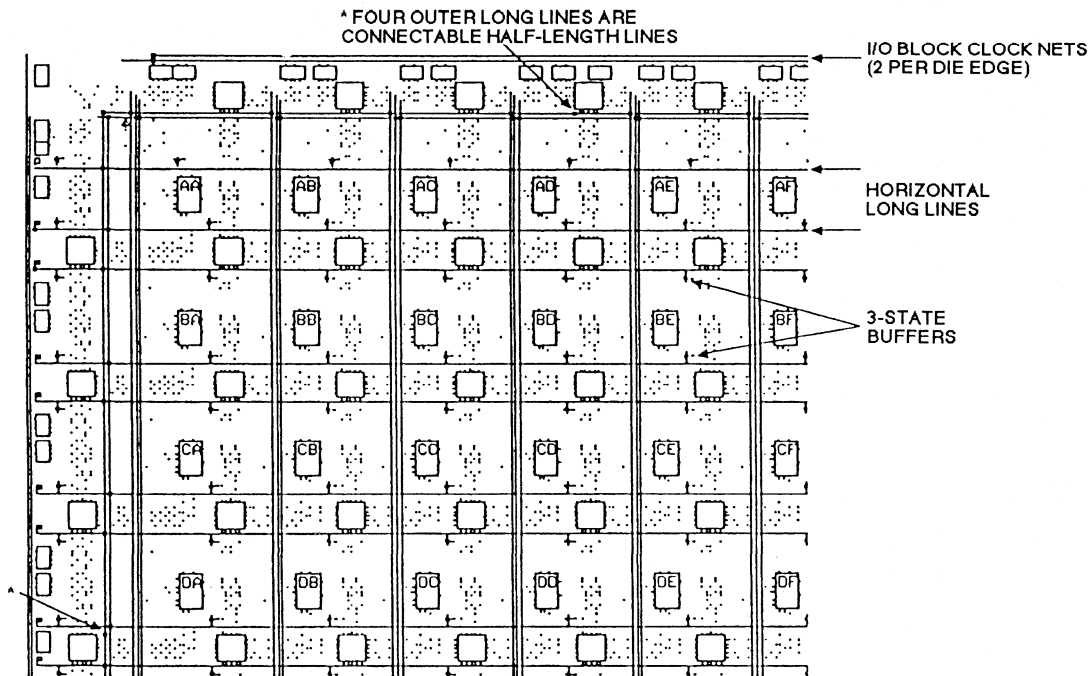 * FOUR OUTER LONG LINES ARE
CONNECTABLE HALF-LENGTH LINES
I/O BLOCK CLOCK NETS
(2 PER DIE EDGE)
AA AB AC AD AE AF
HORIZONTAL
LONG LINES
BA BB BC BD BE BF
3-STATE
BUFFERS
CA CB CC CD CE CF
DA DB DC DD DE DF
*